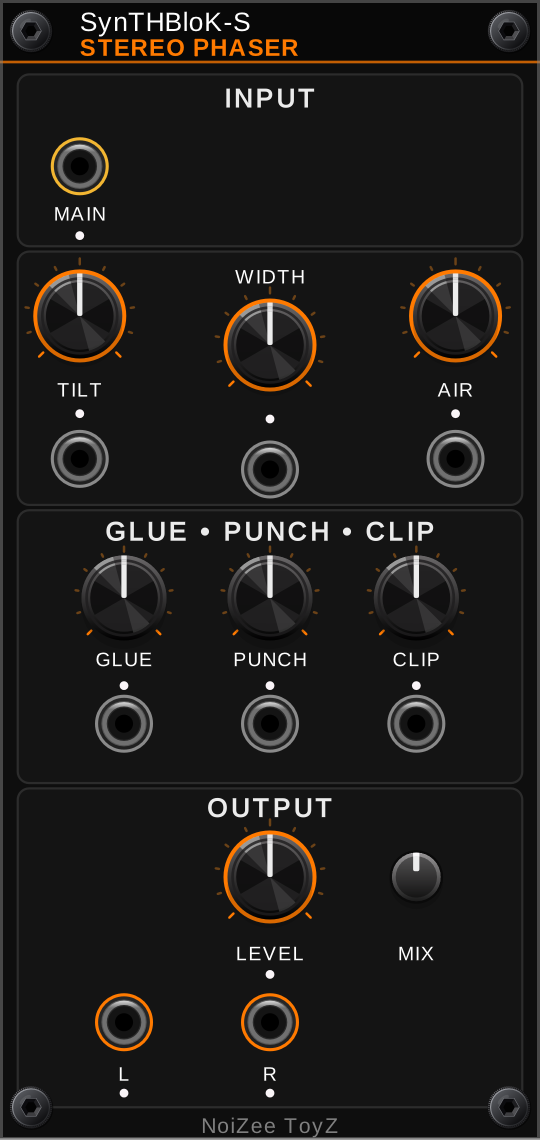 SynTHBloK-S
STEREO PHASER
INPUT
MAIN
WIDTH
TILT
AIR
GLUE • PUNCH • CLIP
GLUE
PUNCH
CLIP
OUTPUT
LEVEL
MIX
L
R
NoiZee ToyZ